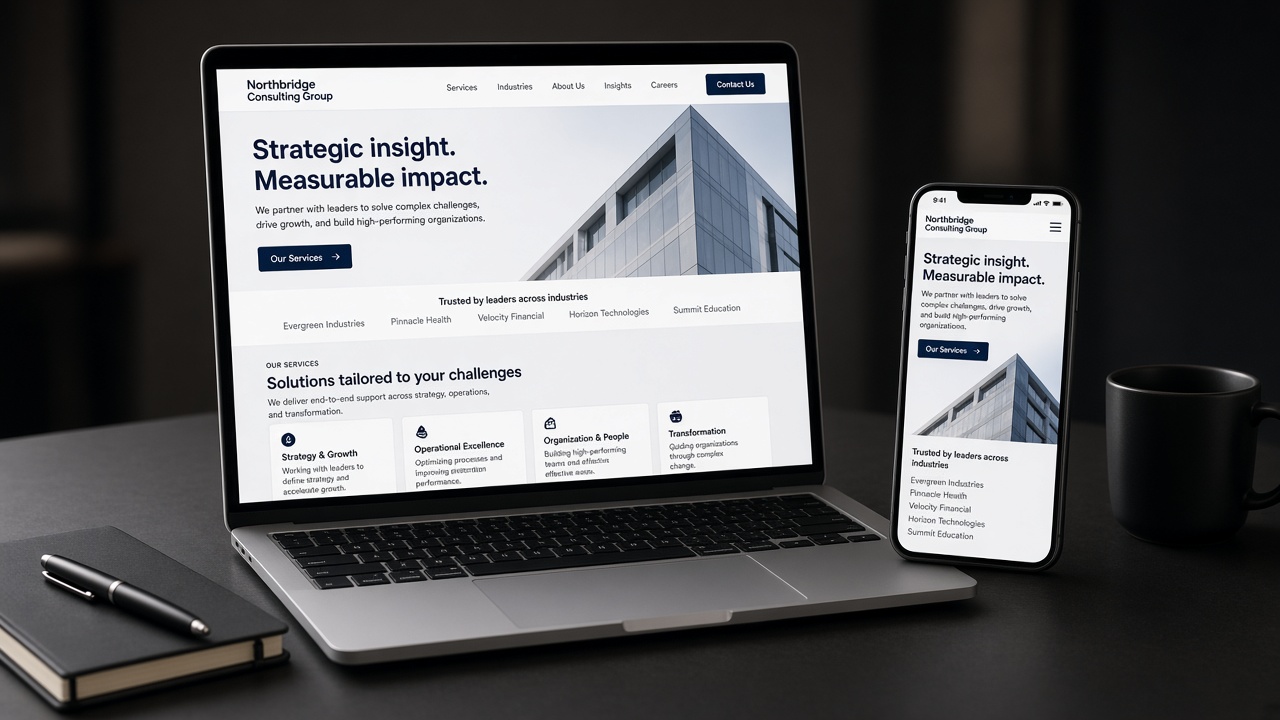 Northbridge
Consulting Group
Services
Industries
About Us
Insights
Careers
Contact Us
Strategic insight.
Measurable impact.
We partner with leaders to solve complex challenges,
drive growth, and build high-performing organizations.
Our Services →
Trusted by leaders across industries
Evergreen Industries
Pinnacle Health
Velocity Financial
Horizon Technologies
Summit Education
OUR SERVICES
Solutions tailored to your challenges
We deliver end-to-end support across strategy, operations,
and transformation.
Strategy & Growth
Working with leaders to
define strategy and
accelerate growth.
Operational Excellence
Optimizing processes and
improving
performance.
Organization & People
Building high-performing
teams and
effective
Transformation
Guiding organizations
through complex
change.
9:41
Northbridge
Consulting Group
Strategic insight.
Measurable impact.
We partner with leaders to solve
complex challenges, drive growth,
and build high-performing
organizations.
Our Services →
Trusted by leaders across
industries
Evergreen Industries
Pinnacle Health
Velocity Financial
Horizon Technologies
Summit Education